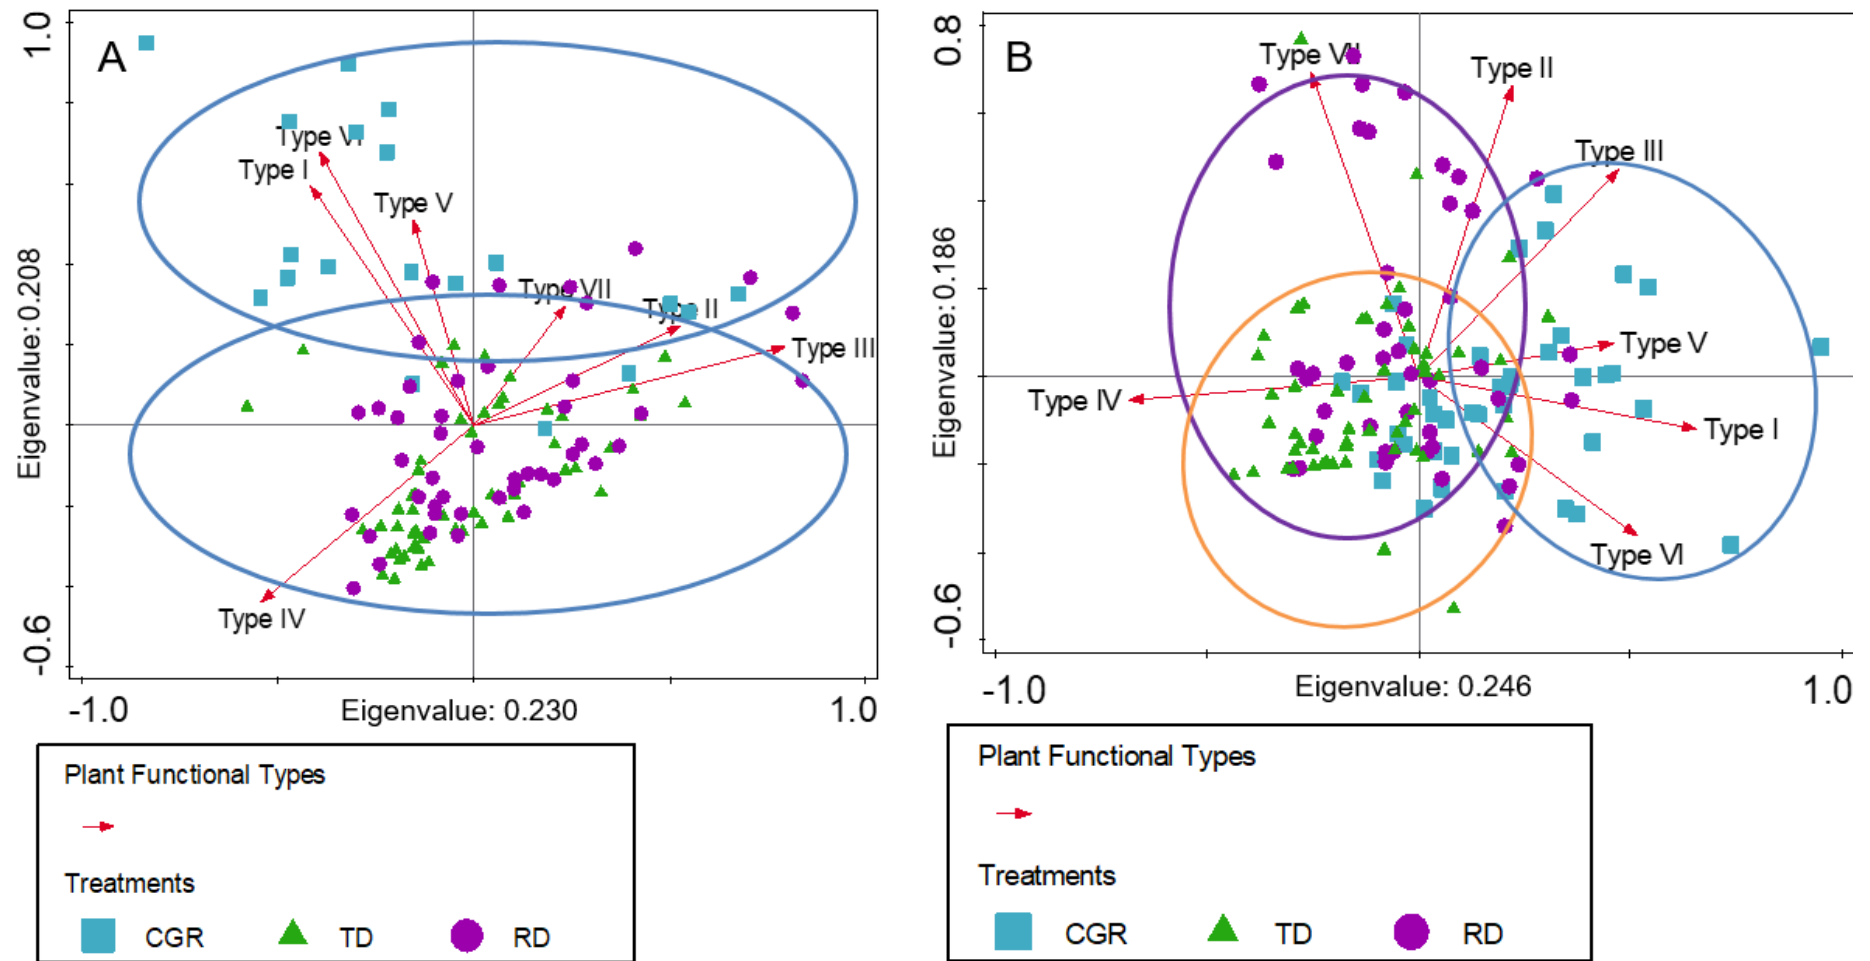 A
1.0
Eigenvalue: 0.208
-0.6
Type VI
Type I
Type V
Type VII
Type II
Type III
Type IV
-1.0
Eigenvalue: 0.230
1.0
Plant Functional Types
Treatments
CGR
TD
RD
B
0.8
Eigenvalue: 0.186
-0.6
Type VII
Type II
Type III
Type V
Type IV
Type I
Type VI
-1.0
Eigenvalue: 0.246
1.0
Plant Functional Types
Treatments
CGR
TD
RD